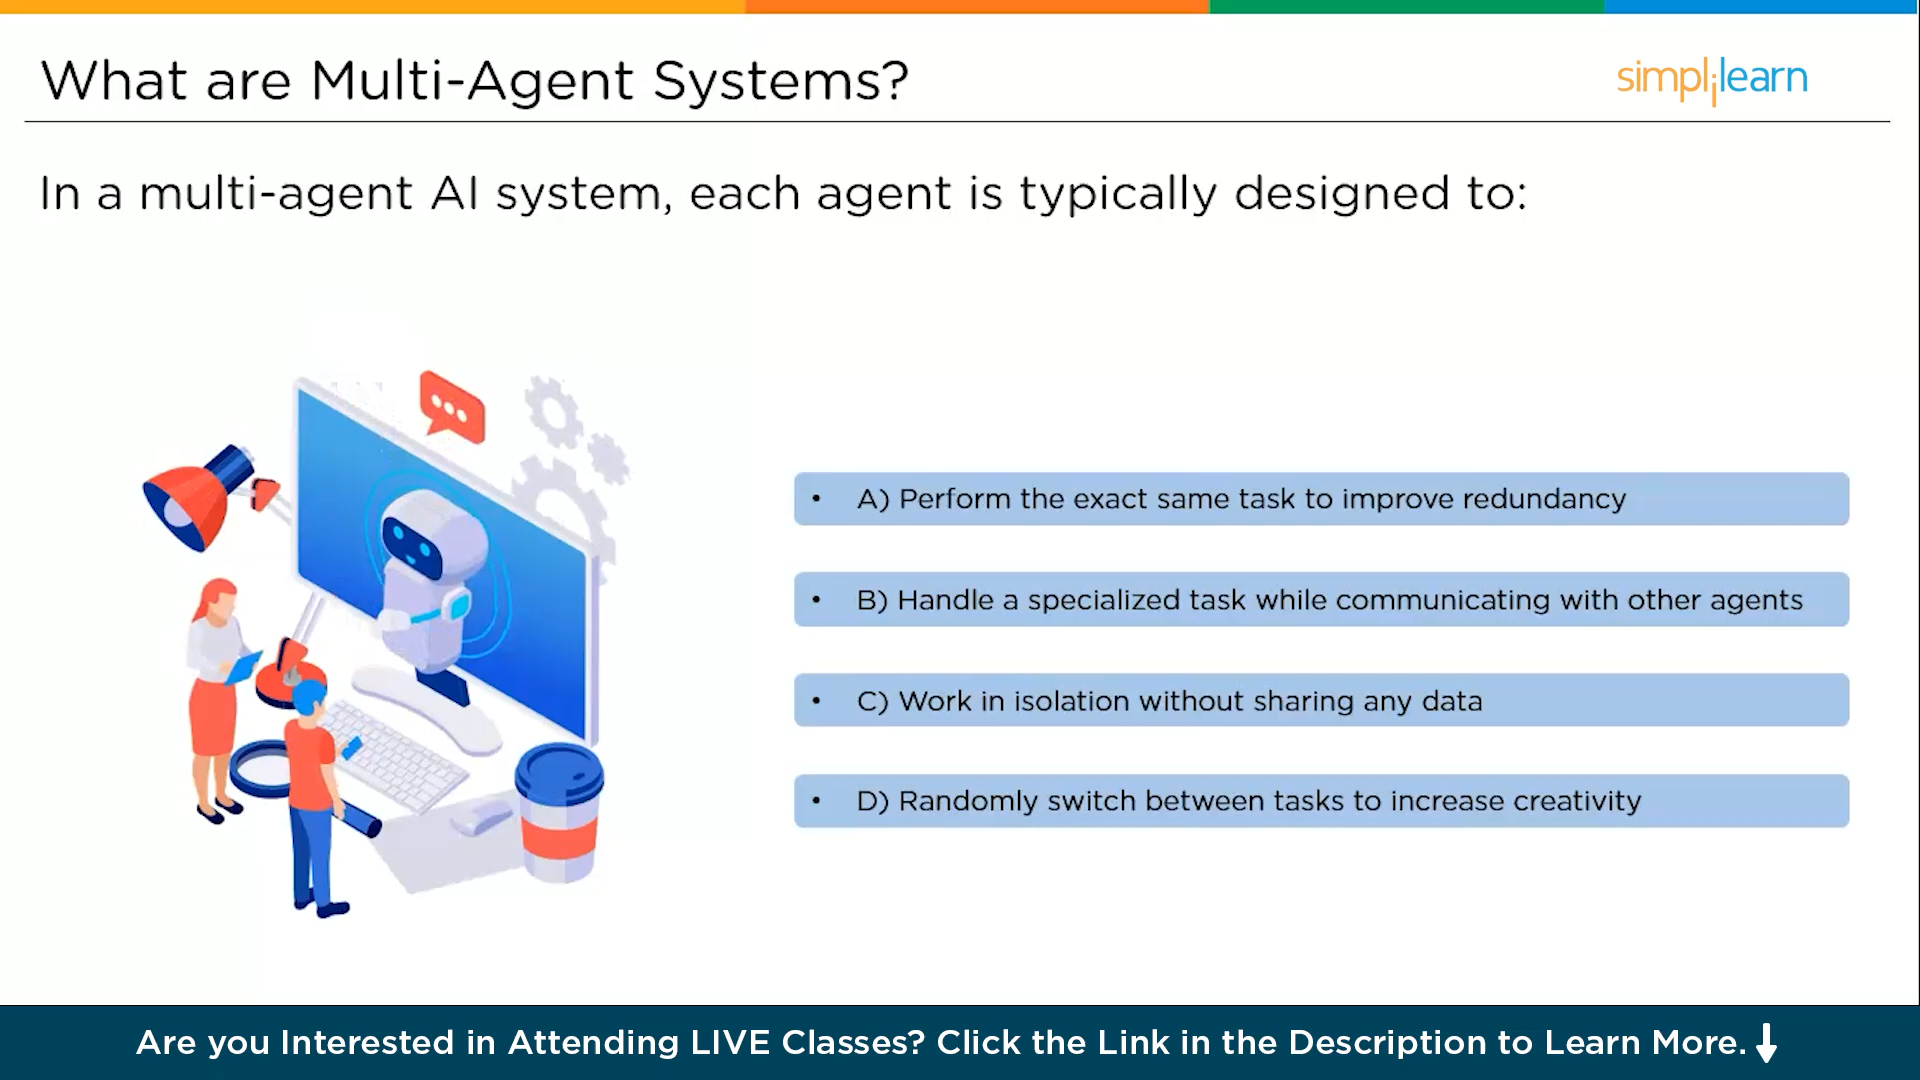 What are Multi-Agent Systems?
simplilearn
In a multi-agent AI system, each agent is typically designed to:
• A) Perform the exact same task to improve redundancy
• B) Handle a specialized task while communicating with other agents
• C) Work in isolation without sharing any data
• D) Randomly switch between tasks to increase creativity
Are you Interested in Attending LIVE Classes? Click the Link in the Description to Learn More.